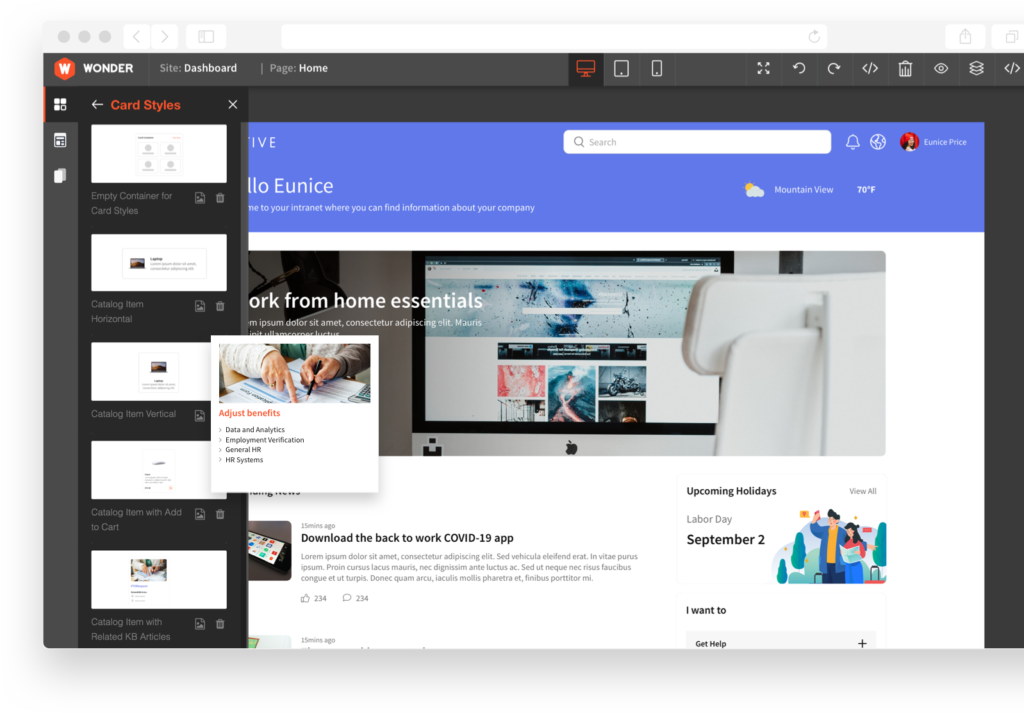 W WONDER
Site: Dashboard
Page: Home
Card Styles
Empty Container for
Card Styles
Laptop
Catalog Item
Horizontal
Catalog Item Vertical
Catalog Item with Add
to Cart
Catalog Item with
Related KB Articles
IVE
Search
Eunice Price
llo Eunice
me to your intranet where you can find information about your company
Mountain View
70°F
ork from home essentials
m ipsum dolor sit amet, consectetur adipiscing elit. Mauris
ipit ullamcorper luctus
Adjust benefits
Data and Analytics
Employment Verification
General HR
HR Systems
ding News
15mins ago
Download the back to work COVID-19 app
Lorem ipsum dolor sit amet, consectetur adipiscing elit. Sed vehicula eleifend erat. In vitae purus
ipsum. Proin cursus lacus mauris, nec dignissim ante luctus ac. Sed ut neque nec risus faucibus
congue et ut turpis. Donec quam arcu, iaculis mollis pharetra et, finibus porttitor mi.
234
234
15mins ago
Upcoming Holidays
View All
Labor Day
September 2
I want to
Get Help